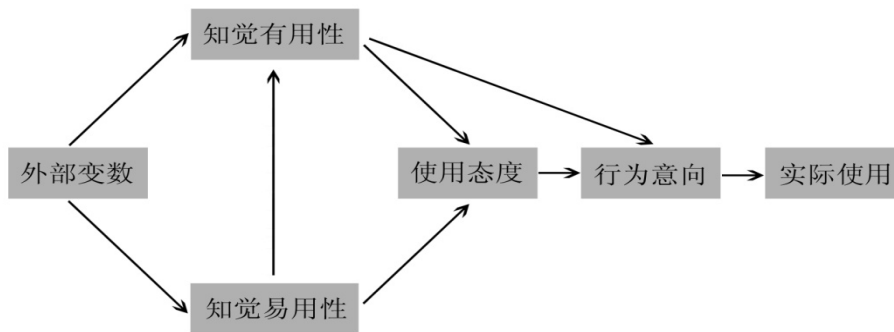 知觉有用性
外部变数
使用态度
行为意向
实际使用
知觉易用性